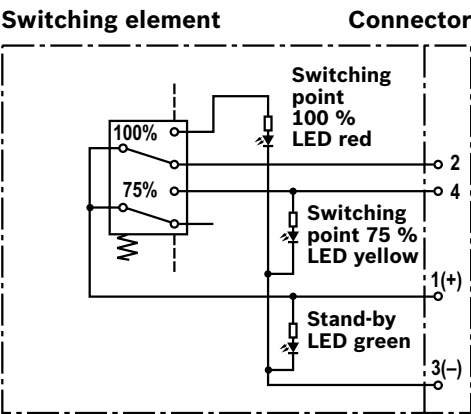 Switching element
Connector
Switching
point
100 %
LED red
100%
2
75%
4
Switching
point 75 %
LED yellow
1(+)
Stand-by
LED green
3(–)